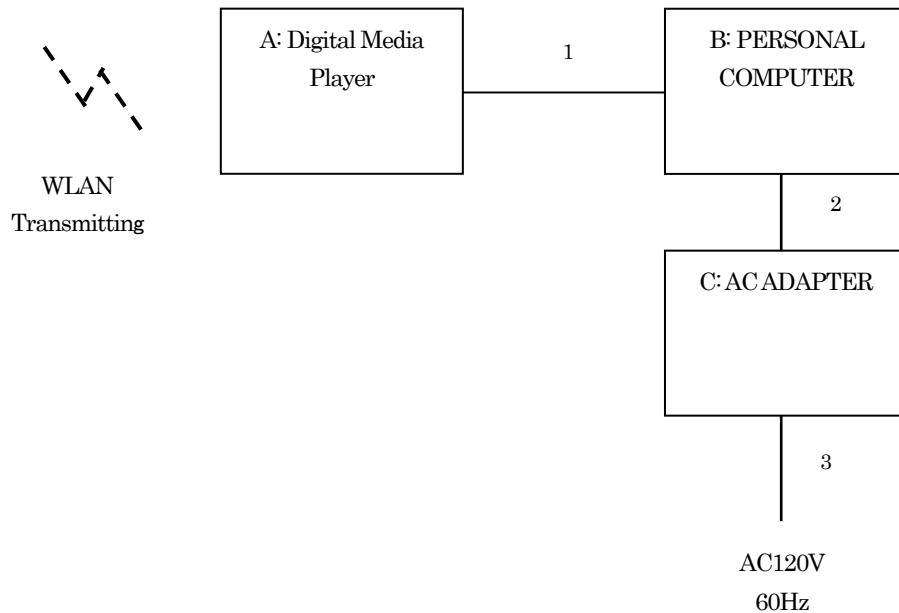 A: Digital Media
Player
1
B: PERSONAL
COMPUTER
WLAN
Transmitting
2
C: AC ADAPTER
3
AC120V
60Hz